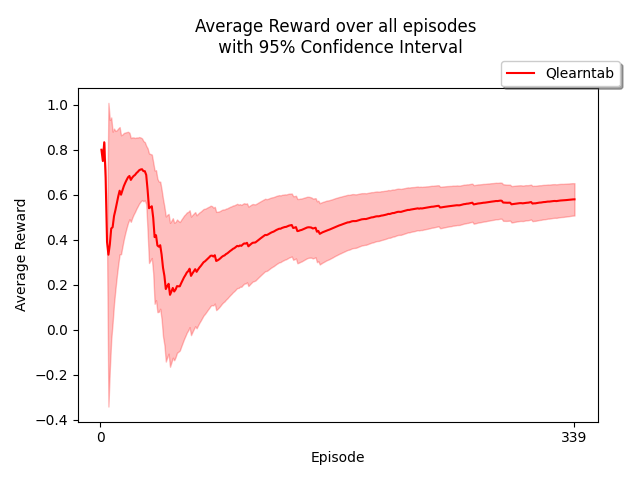 Average Reward over all episodes
with 95% Confidence Interval
Qlearntab
1.0
0.8
0.6
0.4
0.2
0.0
−0.2
−0.4
Average Reward
0
339
Episode